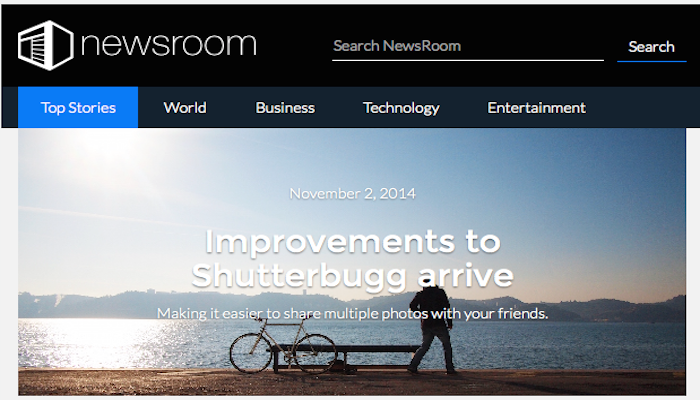 newsroom
Search NewsRoom
Search
Top Stories
World
Business
Technology
Entertainment
November 2, 2014
Improvements to
Shutterbugg arrive
Making it easier to share multiple photos with your friends.